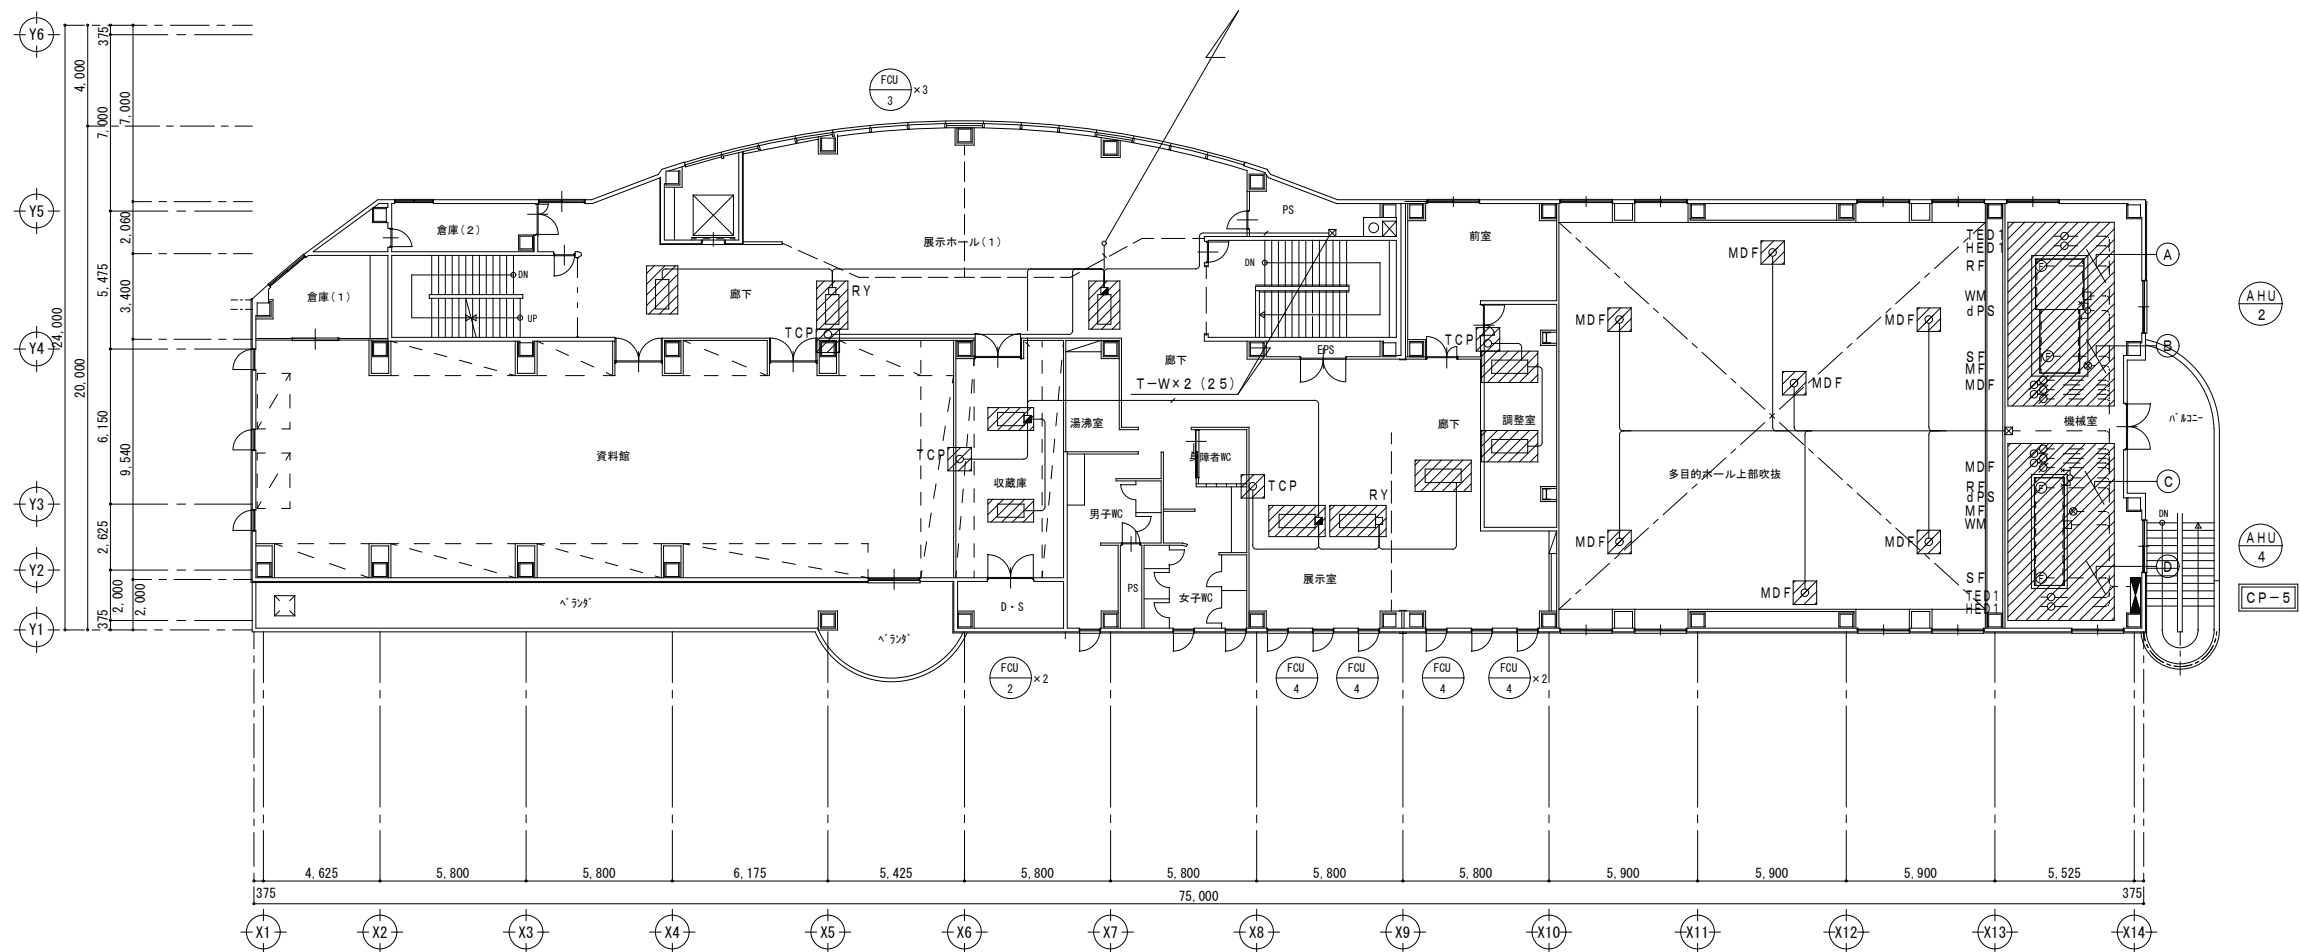 Y6
375
4,000
7,000
7,000
FCU
3
×3
Y5
2,060
倉庫(2)
展示ホール(1)
PS
前室
MDF
TED1
HED1
A
5,475
RF
DN
DN
倉庫(1)
廊下
RY
WM
dPS
AHU
2
3,400
24,000
UP
TCP
MDF
MDF
Y4
TCP
EPS
SF
B
20,000
廊下
T-W×2(25)
MDF
MF
MDF
6,150
湯沸室
廊下
調整室
機械室
バルコニー
9,540
資料館
TCP
身障者WC
多目的ホール上部吹抜
MDF
収蔵庫
TCP
RY
RF
dPS
C
Y3
男子WC
MF
WM
DN
2,625
MDF
MDF
AHU
4
Y2
展示室
SF
D
2,000
2,000
PS
女子WC
MDF
TED1
HED1
CP-5
ベランダ
D・S
375
Y1
ベランダ
FCU
2
×2
FCU
4
FCU
4
FCU
4
FCU
4
×2
4,625
5,800
5,800
6,175
5,425
5,800
5,800
5,800
5,800
5,900
5,900
5,900
5,525
375
75,000
375
X1
X2
X3
X4
X5
X6
X7
X8
X9
X10
X11
X12
X13
X14